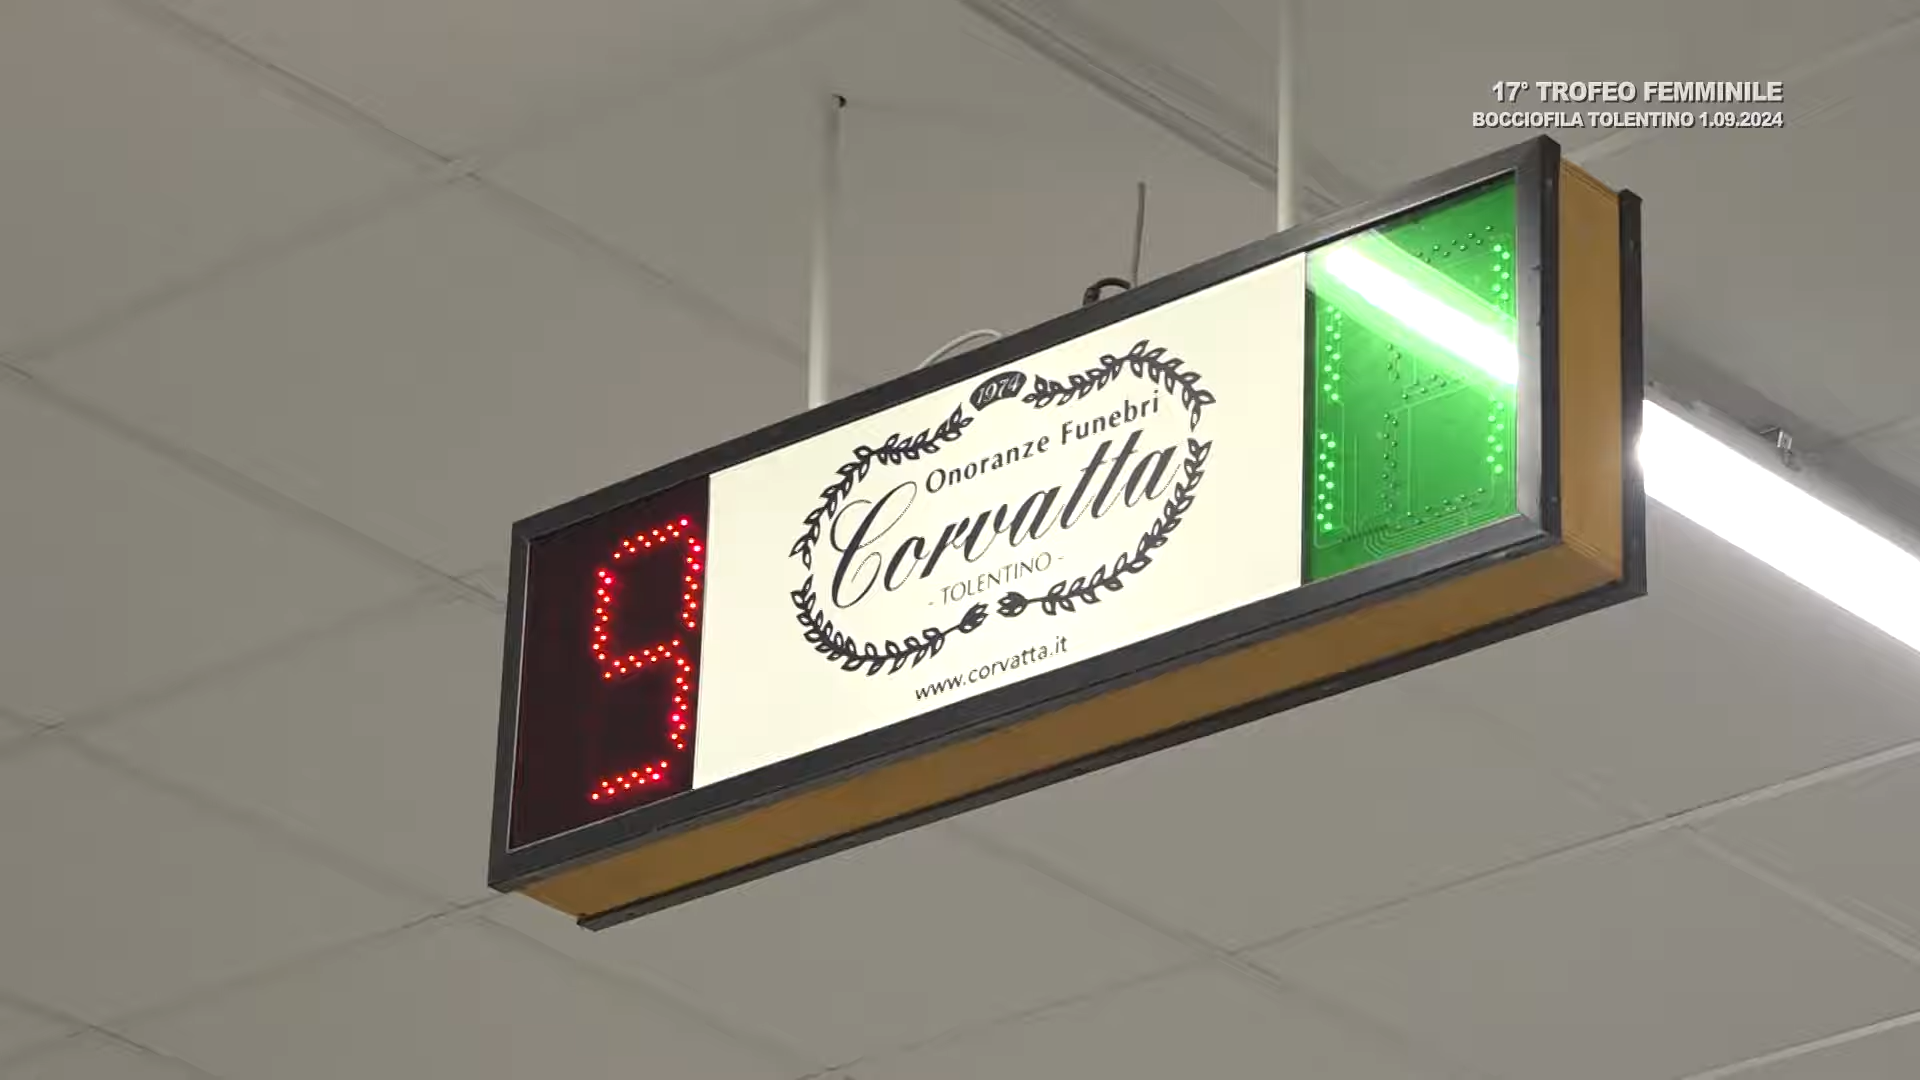 17° TROFEO FEMMINILE
BOCCIOFILA TOLENTINO 1.09.2024
1974
Onoranze Funebri
Corvatta
- TOLENTINO -
www.corvatta.it
9